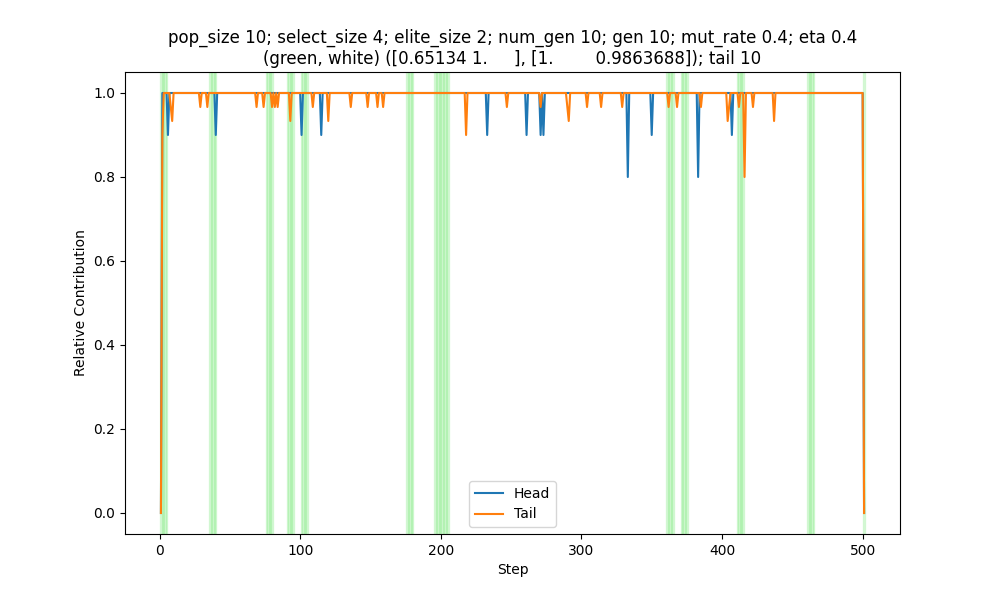 pop_size 10; select_size 4; elite_size 2; num_gen 10; gen 10; mut_rate 0.4; eta 0.4
(green, white) ([0.65134 1.     ], [1.        0.9863688]); tail 10
1.0
0.8
0.6
0.4
0.2
0.0
Relative Contribution
Head
Tail
0
100
200
300
400
500
Step